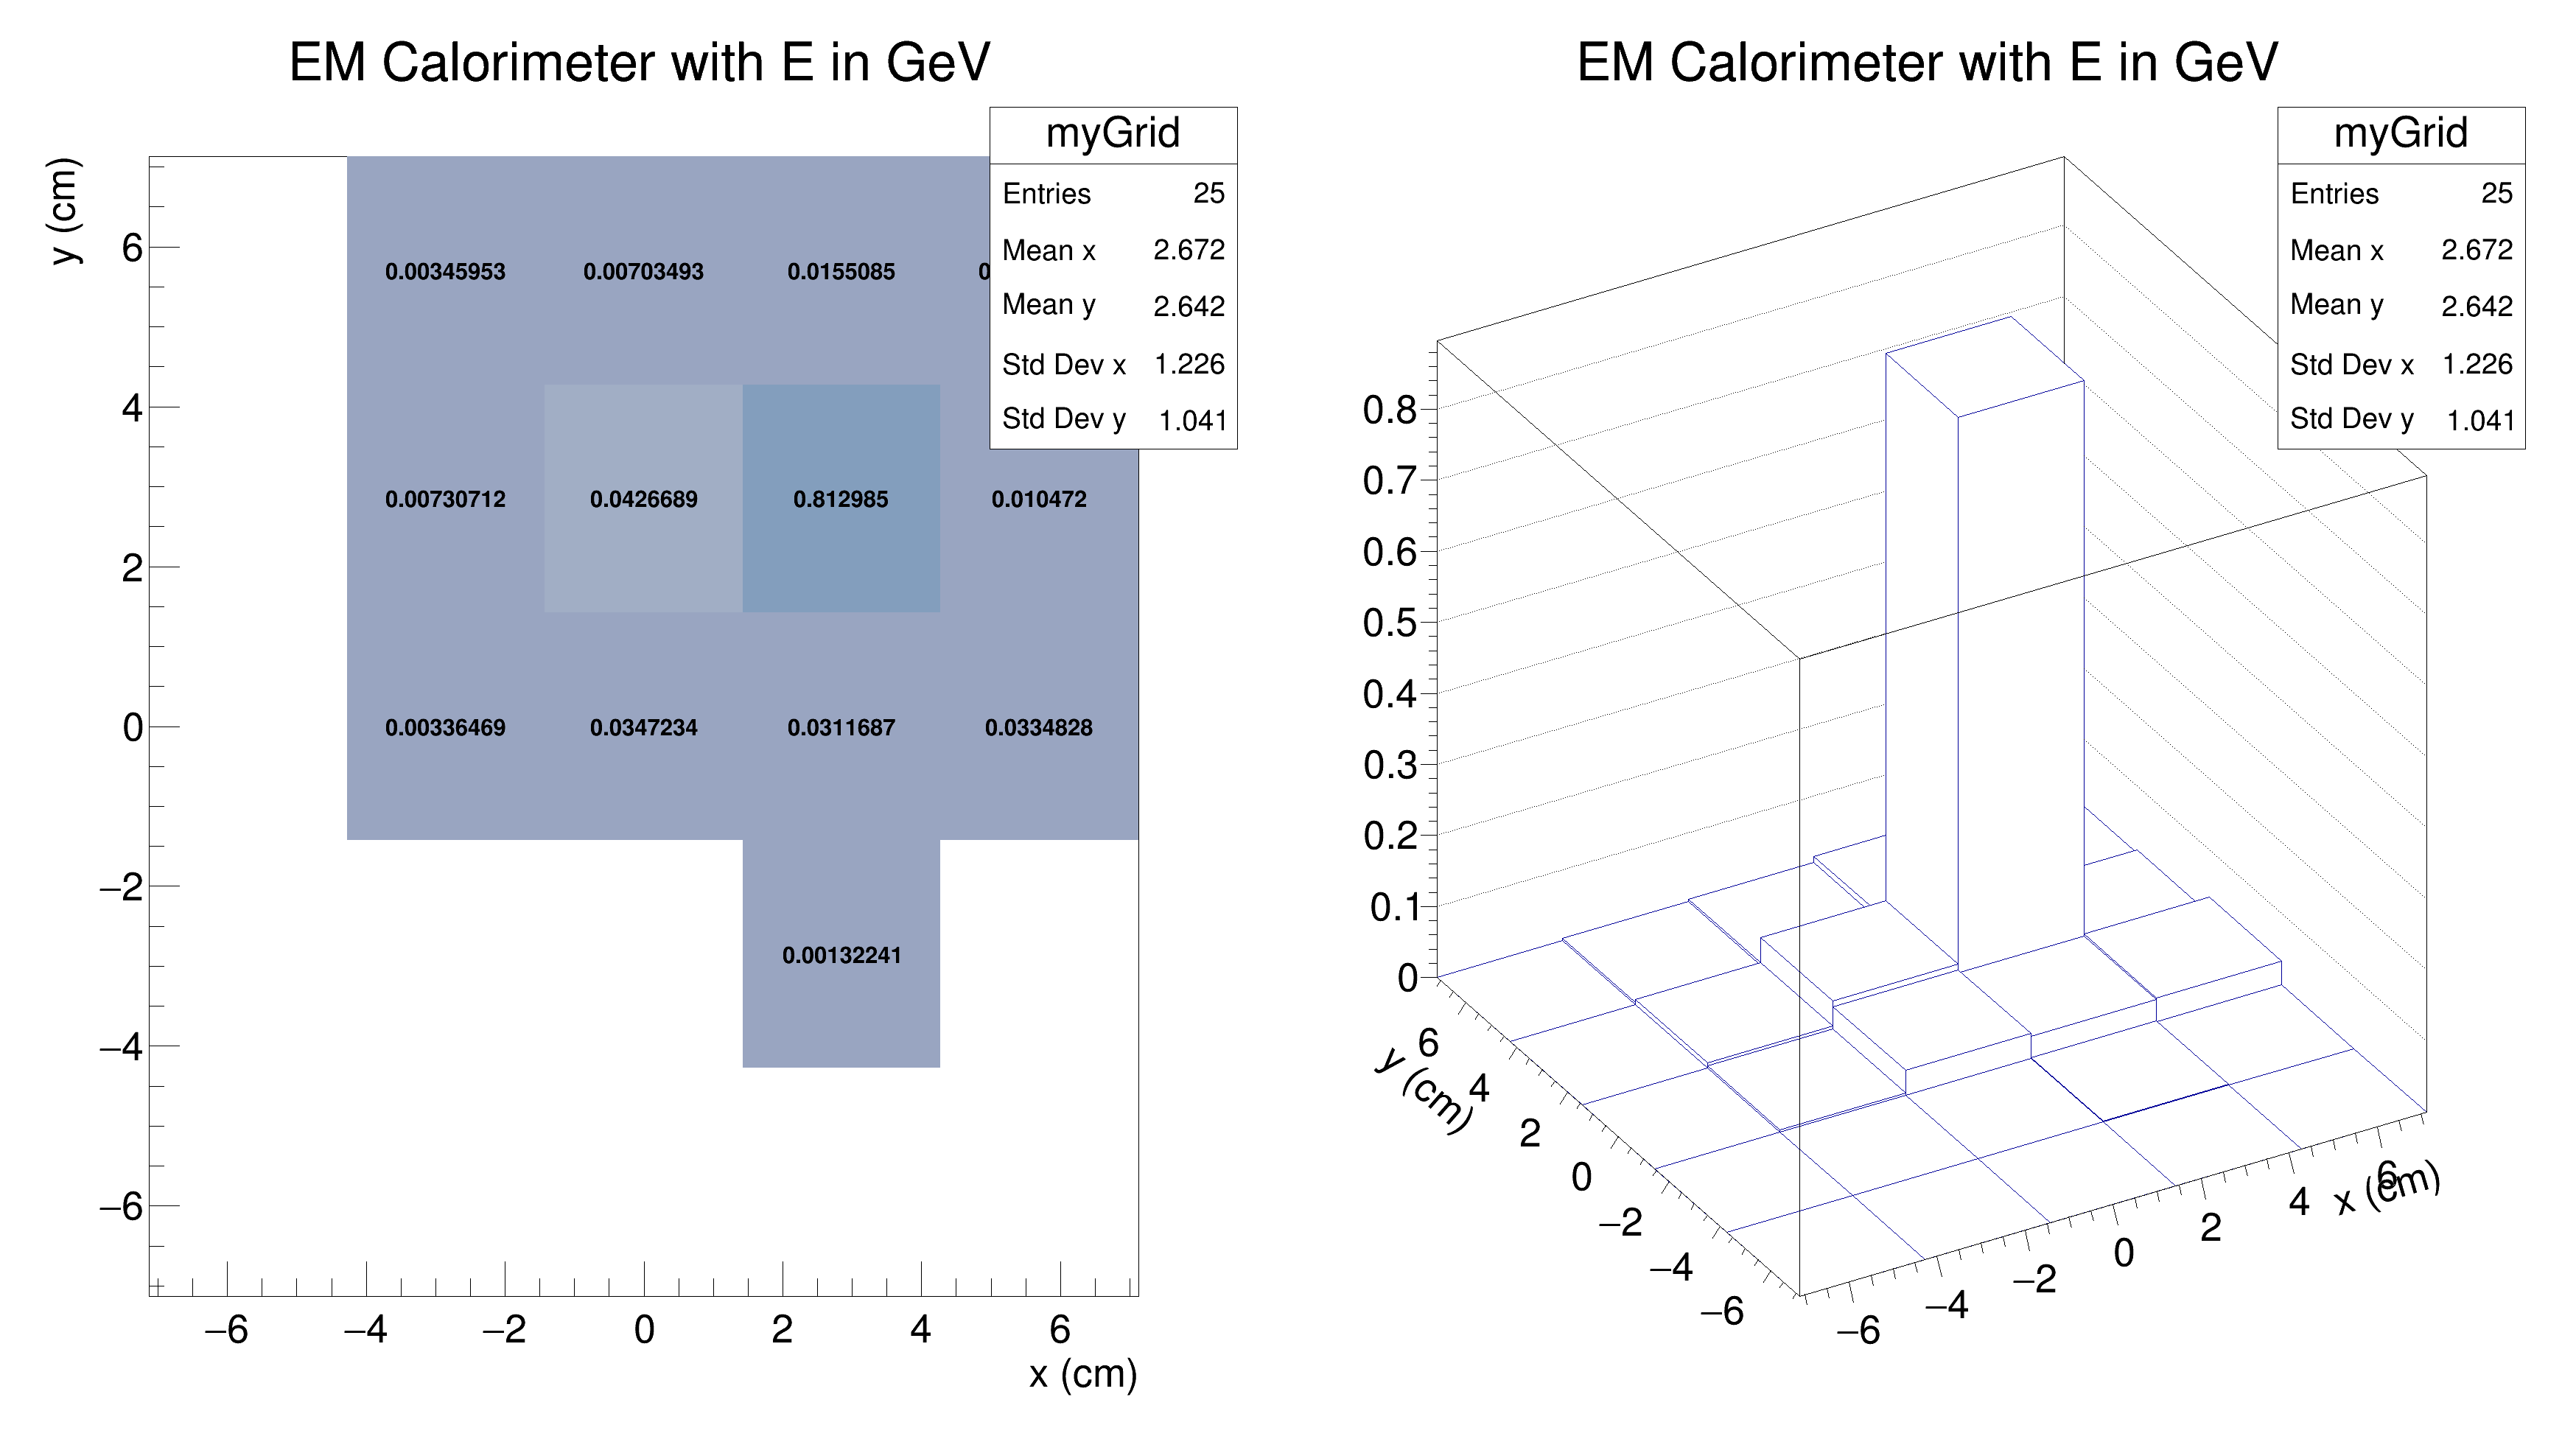 EM Calorimeter with E in GeV
myGrid
Entries 25
Mean x 2.672
Mean y 2.642
Std Dev x 1.226
Std Dev y 1.041
y (cm)
6
4
2
0
−2
−4
−6
0.00345953 0.00703493 0.0155085 0
0.00730712 0.0426689 0.812985 0.010472
0.00336469 0.0347234 0.0311687 0.0334828
0.00132241
−6 −4 −2 0 2 4 6
x (cm)
EM Calorimeter with E in GeV
myGrid
Entries 25
Mean x 2.672
Mean y 2.642
Std Dev x 1.226
Std Dev y 1.041
0.8
0.7
0.6
0.5
0.4
0.3
0.2
0.1
0
6
4
2
0
−2
−4
−6
y (cm)
−6 −4 −2 0 2 4 6
x (cm)